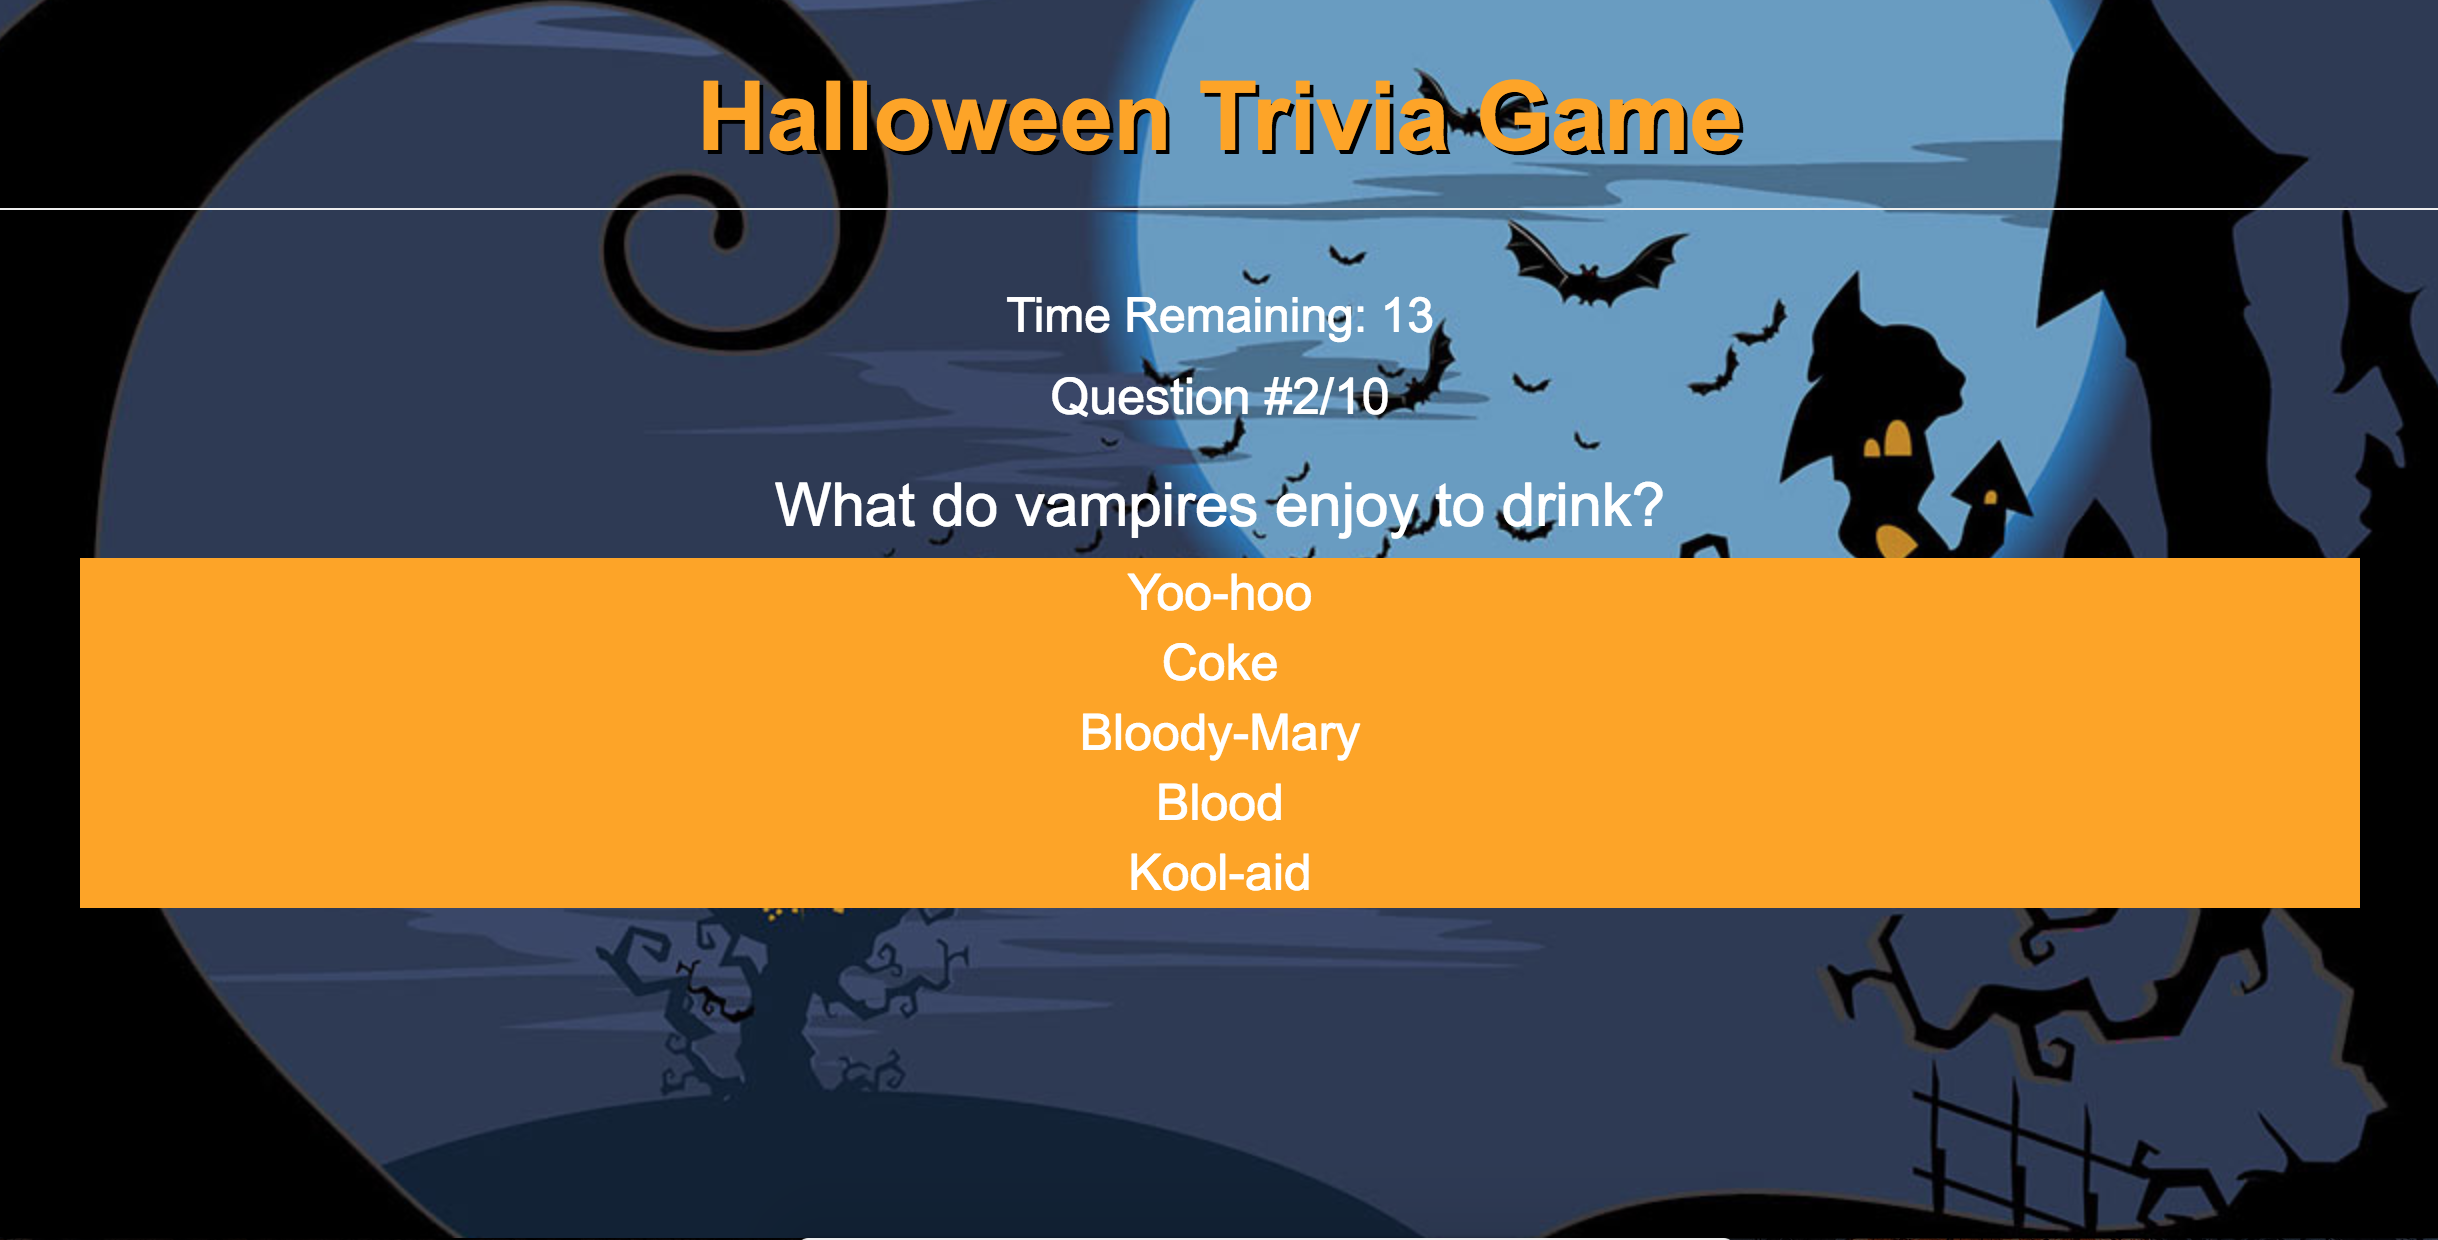 Halloween Trivia Game
Time Remaining: 13
Question #2/10
What do vampires enjoy to drink?
Yoo-hoo
Coke
Bloody-Mary
Blood
Kool-aid